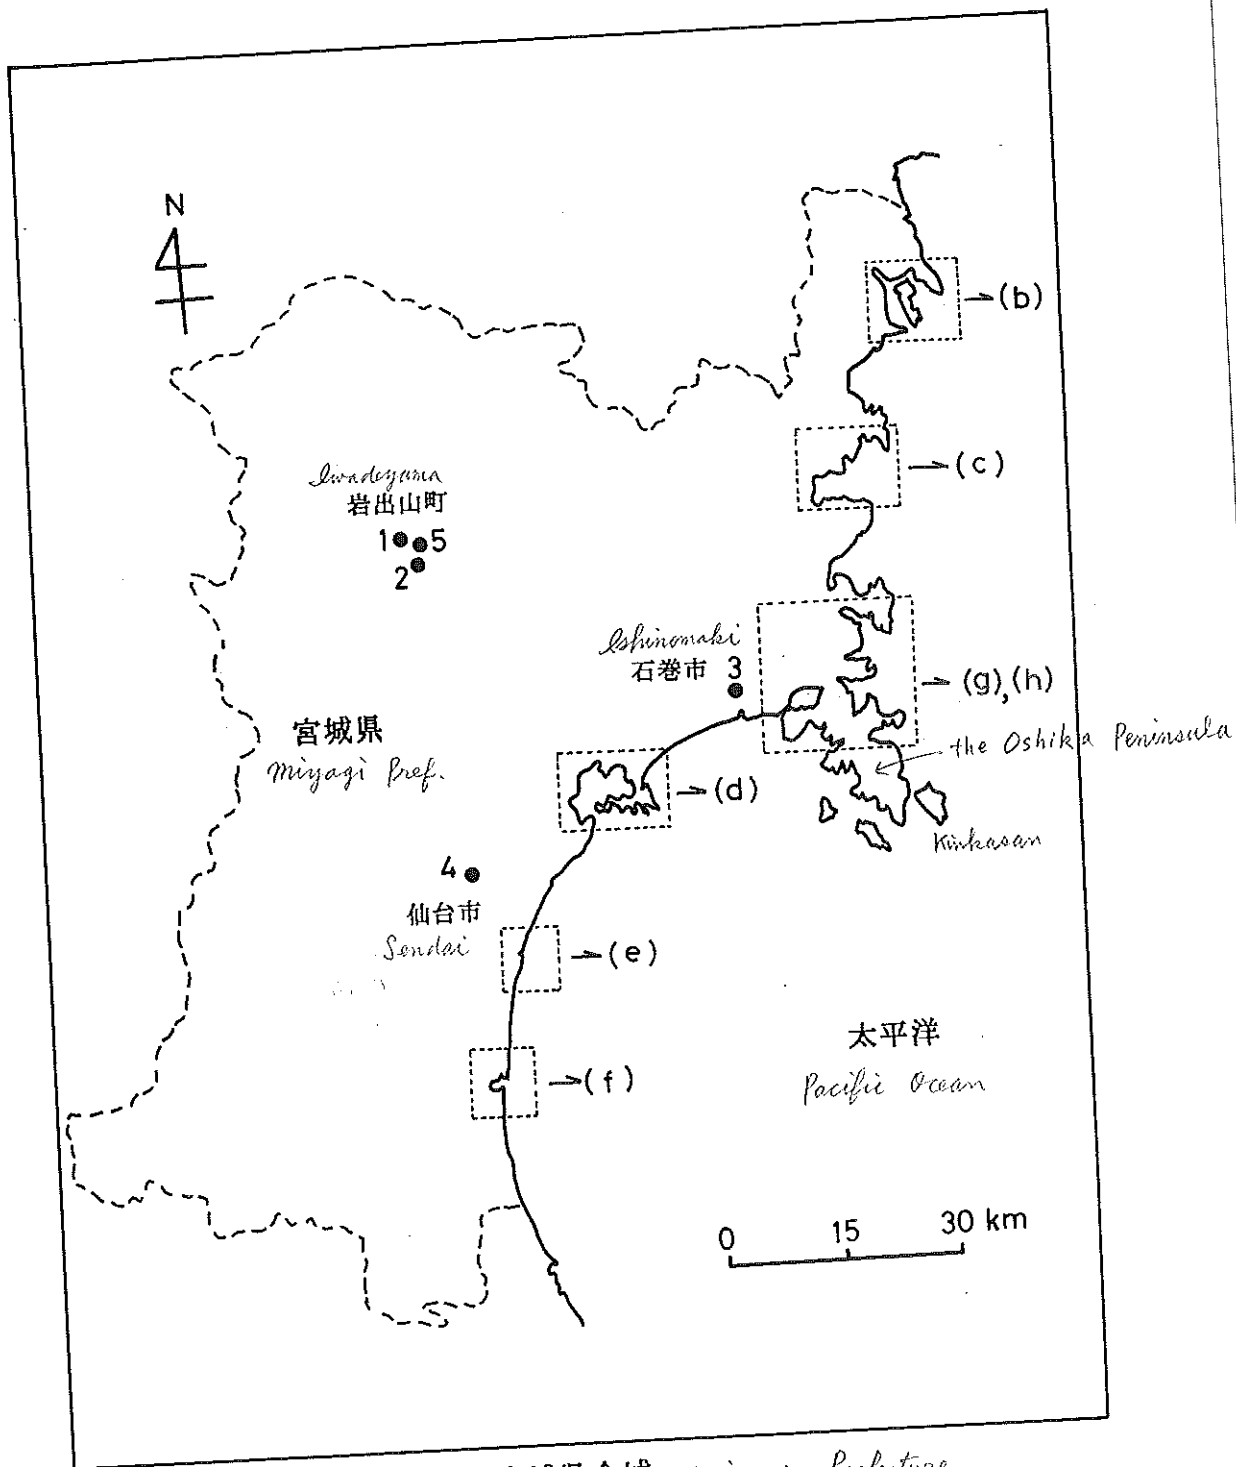 N
(b)
(c)
Iwadeyama
岩出山町
1 5
2
Ishinomaki
石巻市 3
(g),(h)
宮城県
Miyagi Pref.
the Oshika Peninsula
(d)
Kinkasan
4
仙台市
Sendai
(e)
太平洋
Pacific Ocean
(f)
0 15 30 km
Prefecture